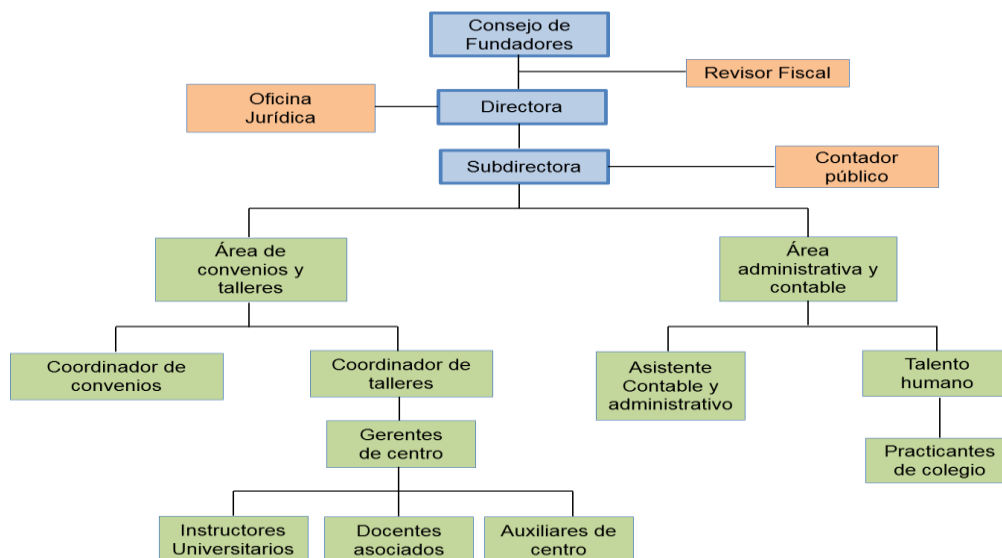 Consejo de
Fundadores
Revisor Fiscal
Oficina
Jurídica
Directora
Subdirectora
Contador
público
Área de
convenios y
talleres
Área
administrativa y
contable
Coordinador de
convenios
Coordinador de
talleres
Asistente
Contable y
administrativo
Talento
humano
Gerentes
de centro
Practicantes
de colegio
Instructores
Universitarios
Docentes
asociados
Auxiliares de
centro